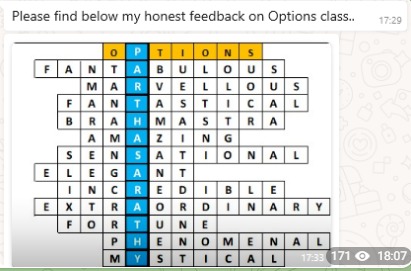 Please find below my honest feedback on Options class..
17:29
O P T I O N S
F A N T A B U L O U S
M A R V E L L O U S
F A N T A S T I C A L
B R A H M A S T R A
A M A Z I N G
S E N S A T I O N A L
E L E G A N T
I N C R E D I B L E
E X T R A O R D I N A R Y
F O R T U N E
P H E N O M E N A L
M Y S T I C A L
17:33 171 18:07